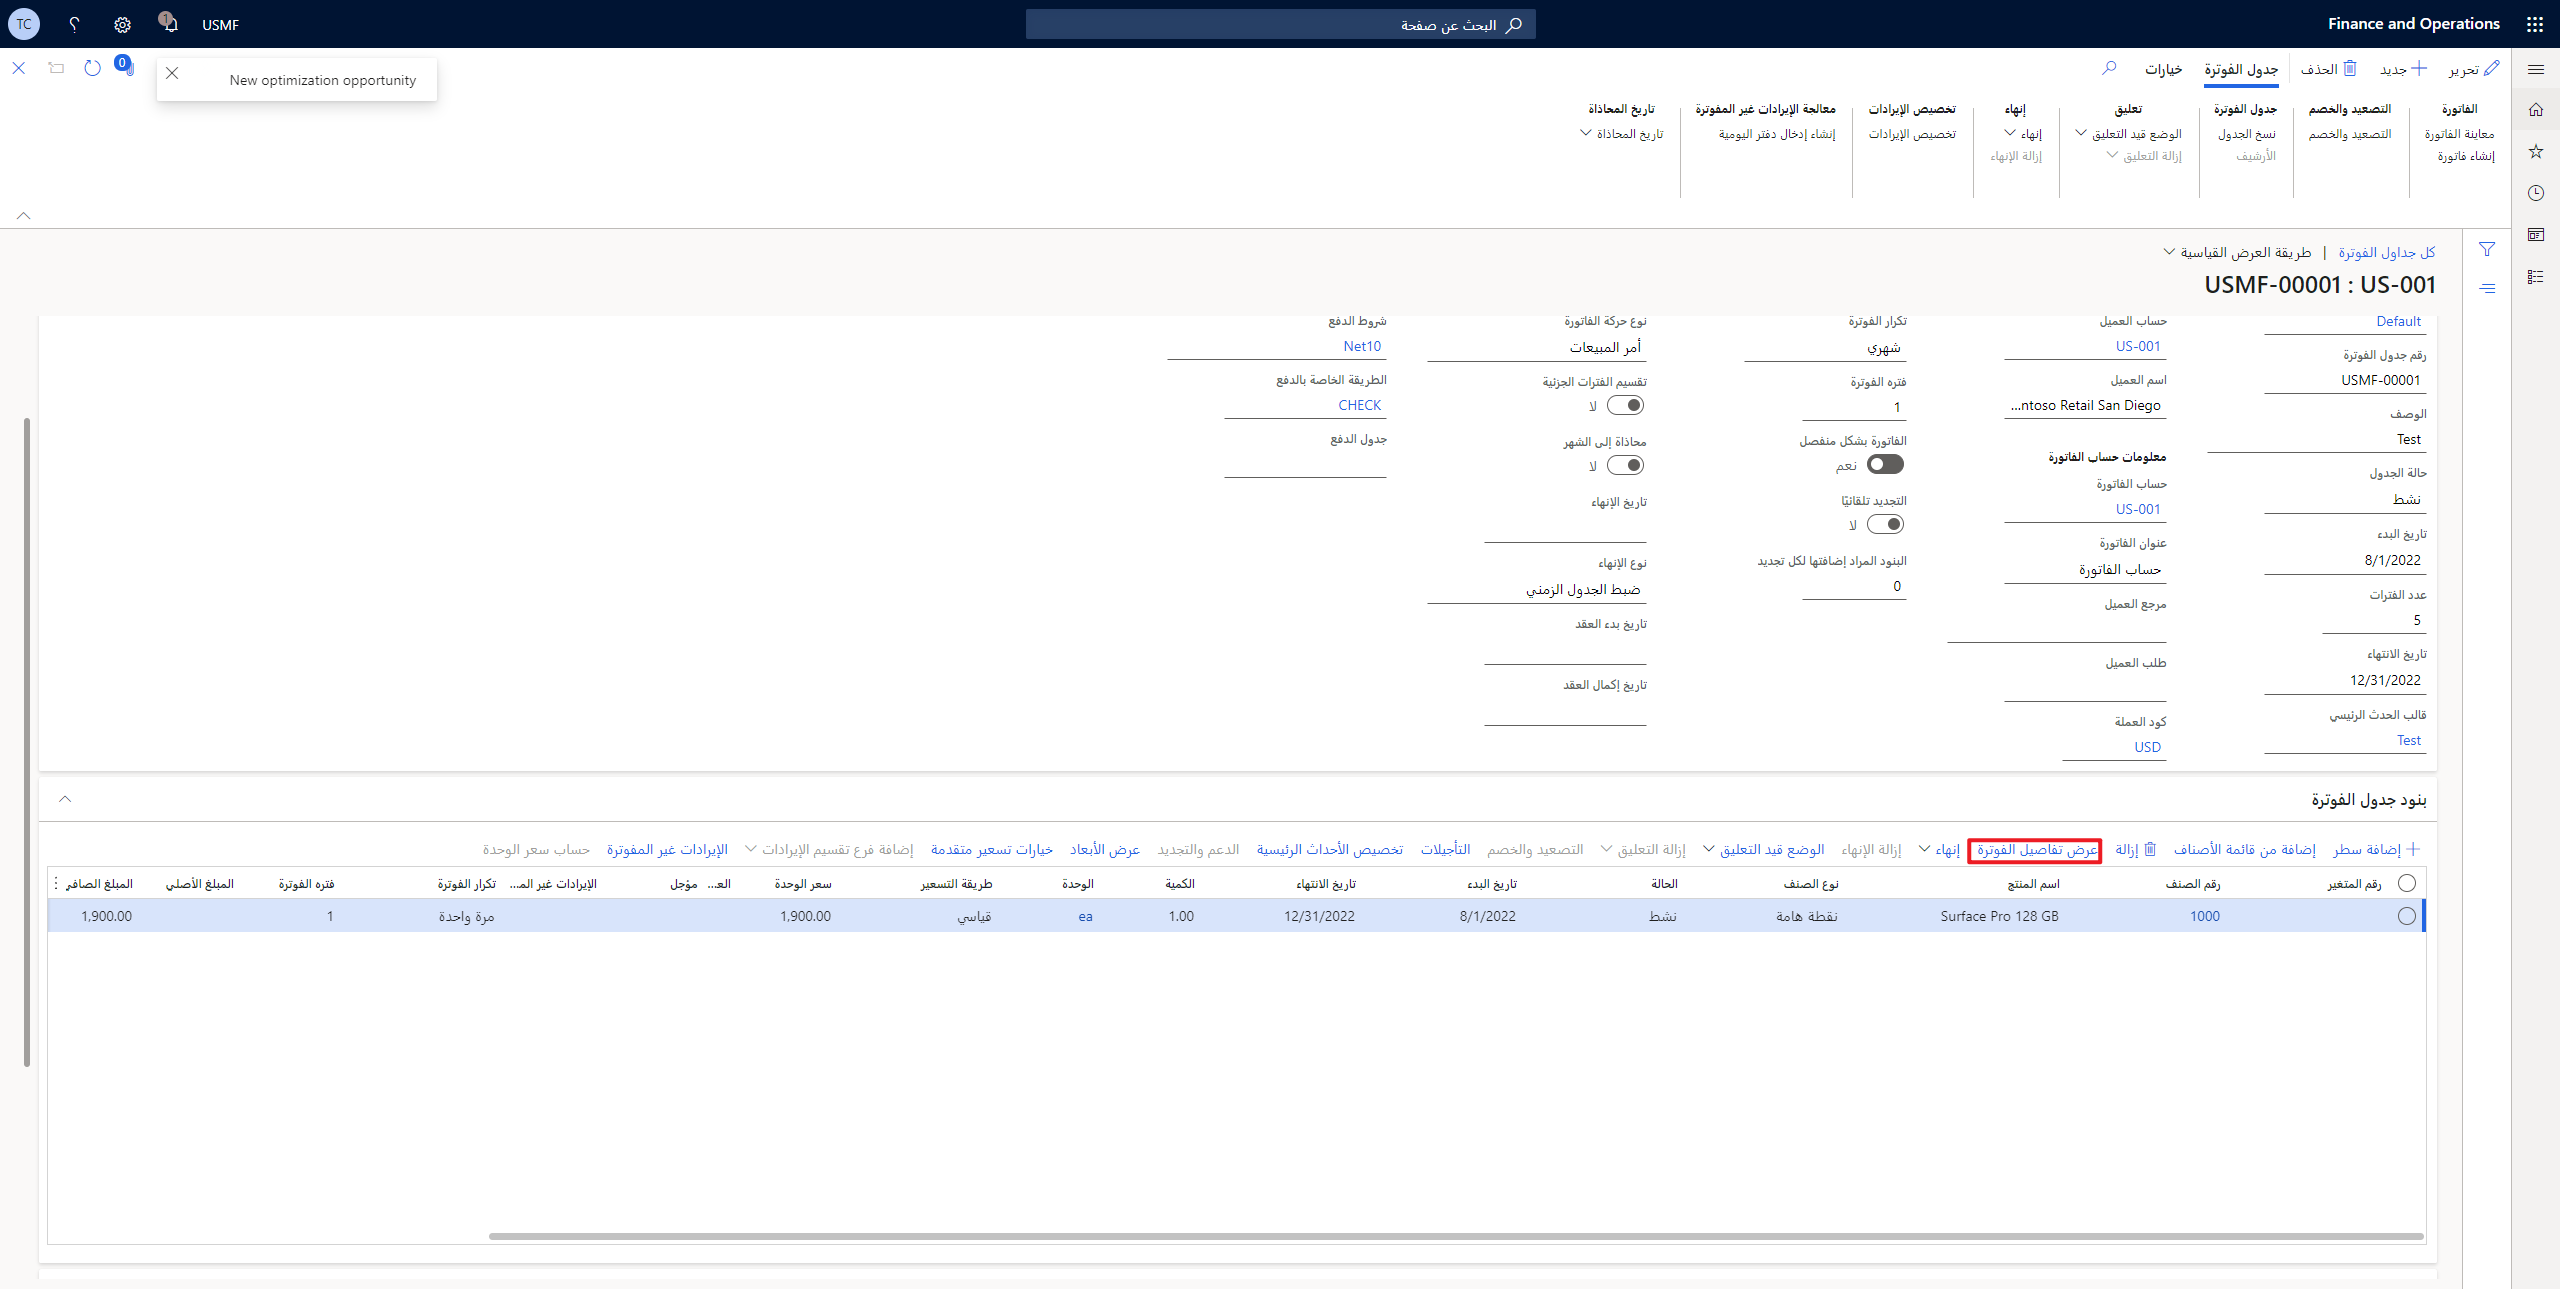 Finance and Operations
البحث عن صفحة
USMF
1
؟
TC
تحرير
جديد
الحذف
جدول الفوترة
خيارات
0
New optimization opportunity
الفاتورة
معاينة الفاتورة
إنشاء فاتورة
التصعيد والخصم
التصعيد والخصم
جدول الفوترة
نسخ الجدول
الأرشيف
تعليق
الوضع قيد التعليق
إزالة التعليق
إنهاء
إنهاء
إزالة الإنهاء
تخصيص الإيرادات
تخصيص الإيرادات
معالجة الإيرادات غير المفوترة
إنشاء إدخال دفتر اليومية
تاريخ المحاذاة
تاريخ المحاذاة
كل جداول الفوترة | طريقة العرض القياسية
USMF-00001 : US-001
Default
رقم جدول الفوترة
USMF-00001
الوصف
Test
حالة الجدول
نشط
تاريخ البدء
8/1/2022
عدد الفترات
5
تاريخ الانتهاء
12/31/2022
قالب الحدث الرئيسي
Test
حساب العميل
US-001
اسم العميل
...ntoso Retail San Diego
معلومات حساب الفاتورة
حساب الفاتورة
US-001
عنوان الفاتورة
حساب الفاتورة
مرجع العميل
طلب العميل
كود العملة
USD
تكرار الفوترة
شهري
فتره الفوترة
1
الفاتورة بشكل منفصل
نعم
التجديد تلقائيًا
لا
البنود المراد إضافتها لكل تجديد
0
نوع حركة الفاتورة
أمر المبيعات
تقسيم الفترات الجزئية
لا
محاذاة إلى الشهر
لا
تاريخ الإنهاء
نوع الإنهاء
ضبط الجدول الزمني
تاريخ بدء العقد
تاريخ إكمال العقد
شروط الدفع
Net10
الطريقة الخاصة بالدفع
CHECK
جدول الدفع
بنود جدول الفوترة
إضافة سطر إضافة من قائمة الأصناف إزالة عرض تفاصيل الفوترة إنهاء إزالة الإنهاء الوضع قيد التعليق إزالة التعليق التصعيد والخصم التأجيلات تخصيص الأحداث الرئيسية الدعم والتجديد عرض الأبعاد خيارات تسعير متقدمة إضافة فرع تقسيم الإيرادات الإيرادات غير المفوترة حساب سعر الوحدة
رقم المتغير رقم الصنف اسم المنتج نوع الصنف الحالة تاريخ البدء تاريخ الانتهاء الكمية الوحدة طريقة التسعير سعر الوحدة الع... مؤجل الإيرادات غير المـ... تكرار الفوترة فتره الفوترة المبلغ الأصلي المبلغ الصافي
1000 Surface Pro 128 GB نقطة هامة نشط 8/1/2022 12/31/2022 1.00 ea قياسي 1,900.00 مرة واحدة 1 1,900.00